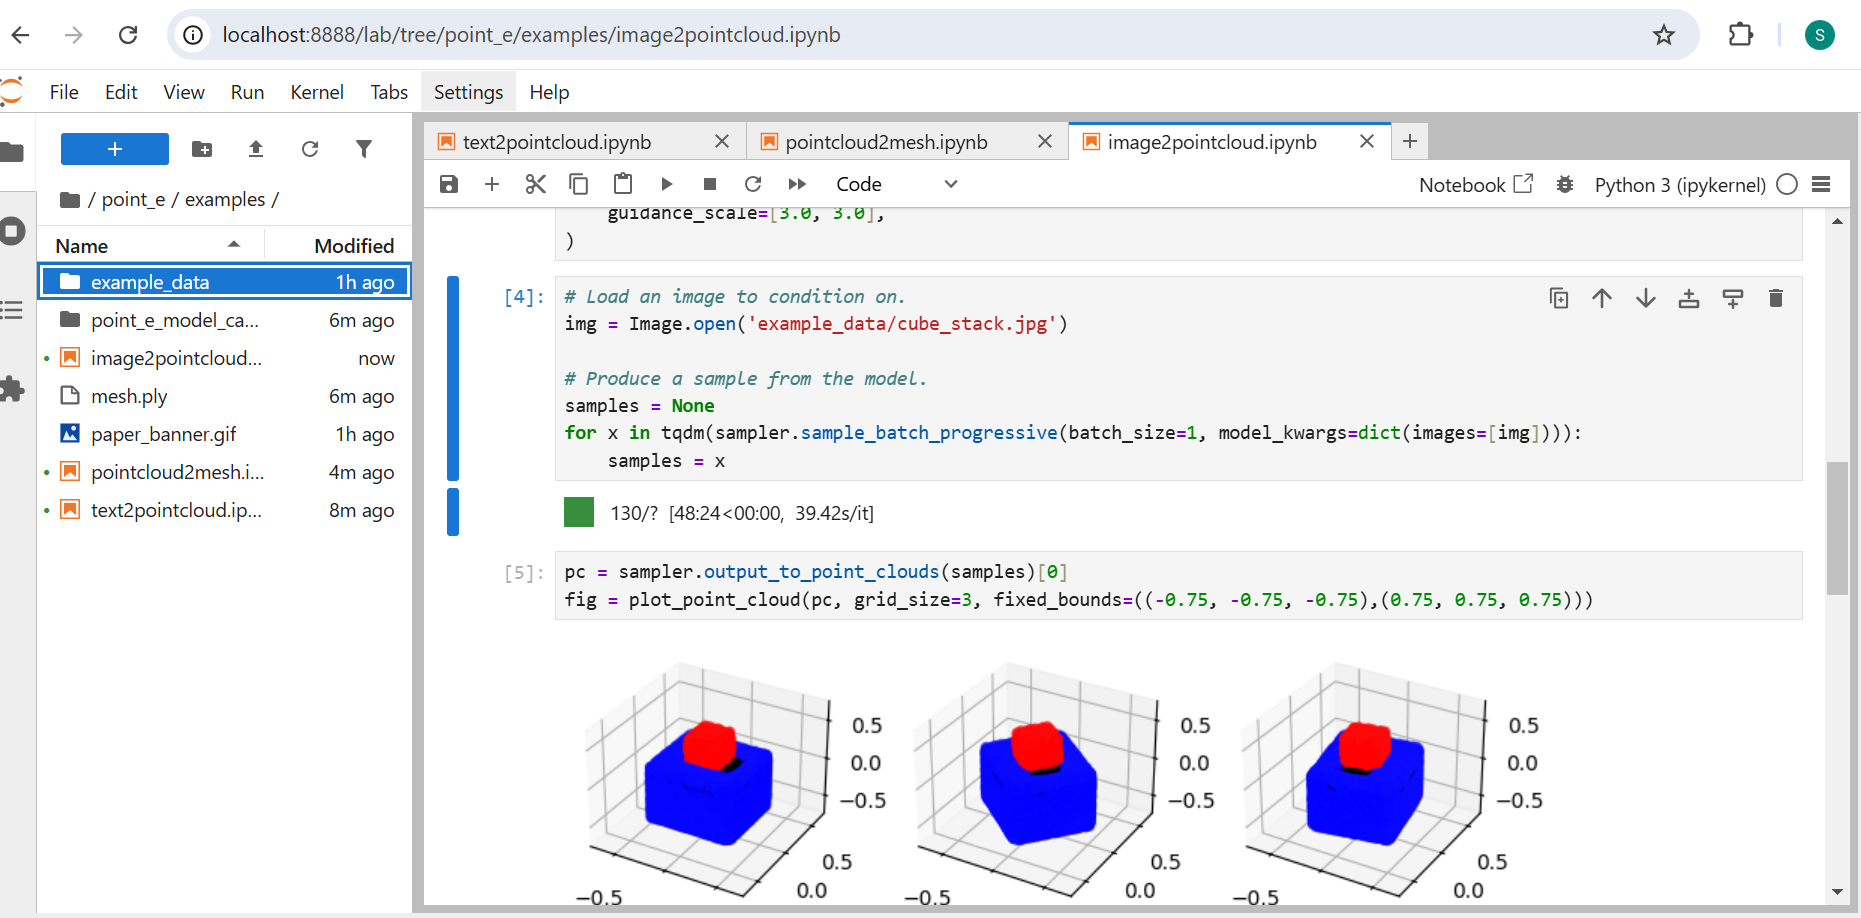 localhost:8888/lab/tree/point_e/examples/image2pointcloud.ipynb
S
File Edit View Run Kernel Tabs Settings Help
/ point_e / examples /
Name Modified
example_data 1h ago
point_e_model_ca... 6m ago
image2pointcloud... now
mesh.ply 6m ago
paper_banner.gif 1h ago
pointcloud2mesh.i... 4m ago
text2pointcloud.ip... 8m ago
text2pointcloud.ipynb pointcloud2mesh.ipynb image2pointcloud.ipynb
Code Notebook Python 3 (ipykernel)
guidance_scale=[3.0, 3.0],
)
[4]: # Load an image to condition on.
img = Image.open('example_data/cube_stack.jpg')
# Produce a sample from the model.
samples = None
for x in tqdm(sampler.sample_batch_progressive(batch_size=1, model_kwargs=dict(images=[img]))):
samples = x
130/? [48:24<00:00, 39.42s/it]
[5]: pc = sampler.output_to_point_clouds(samples)[0]
fig = plot_point_cloud(pc, grid_size=3, fixed_bounds=((-0.75, -0.75, -0.75),(0.75, 0.75, 0.75)))
0.5 0.5 0.5
0.0 0.0 0.0
−0.5 −0.5 −0.5
0.5 0.5 0.5
−0.5 0.0 −0.5 0.0 −0.5 0.0